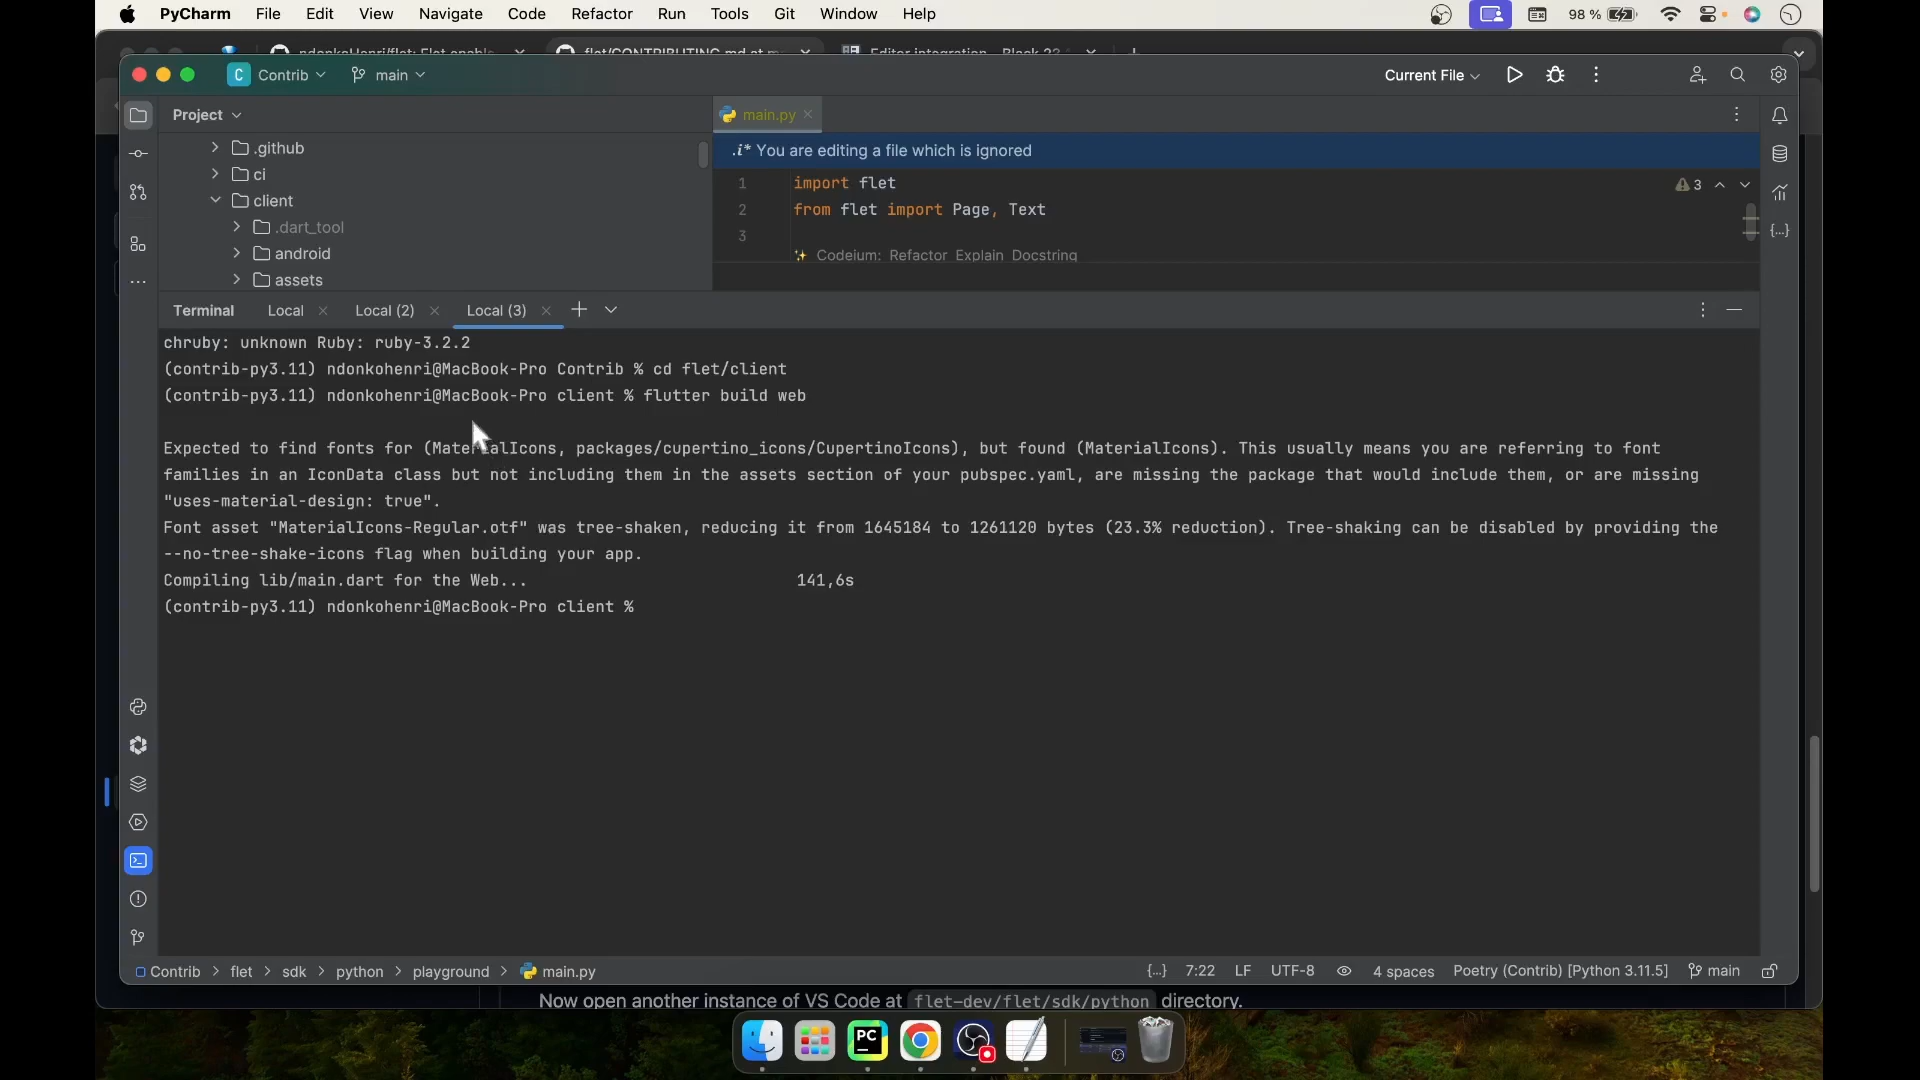 PyCharm File Edit View Navigate Code Refactor Run Tools Git Window Help 98 %
C Contrib main Current File
Project main.py
.github .i* You are editing a file which is ignored
ci
client
.dart_tool
android
assets
1 import flet 3
2 from flet import Page, Text
3
Codeium: Refactor Explain Docstring
Terminal Local Local (2) Local (3)
chruby: unknown Ruby: ruby-3.2.2
(contrib-py3.11) ndonkohenri@MacBook-Pro Contrib % cd flet/client
(contrib-py3.11) ndonkohenri@MacBook-Pro client % flutter build web
Expected to find fonts for (MaterialIcons, packages/cupertino_icons/CupertinoIcons), but found (MaterialIcons). This usually means you are referring to font
families in an IconData class but not including them in the assets section of your pubspec.yaml, are missing the package that would include them, or are missing
"uses-material-design: true".
Font asset "MaterialIcons-Regular.otf" was tree-shaken, reducing it from 1645184 to 1261120 bytes (23.3% reduction). Tree-shaking can be disabled by providing the
--no-tree-shake-icons flag when building your app.
Compiling lib/main.dart for the Web... 141,6s
(contrib-py3.11) ndonkohenri@MacBook-Pro client %
Contrib > flet > sdk > python > playground > main.py {..} 7:22 LF UTF-8 4 spaces Poetry (Contrib) [Python 3.11.5] main
Now open another instance of VS Code at flet-dev/flet/sdk/python directory.
PC